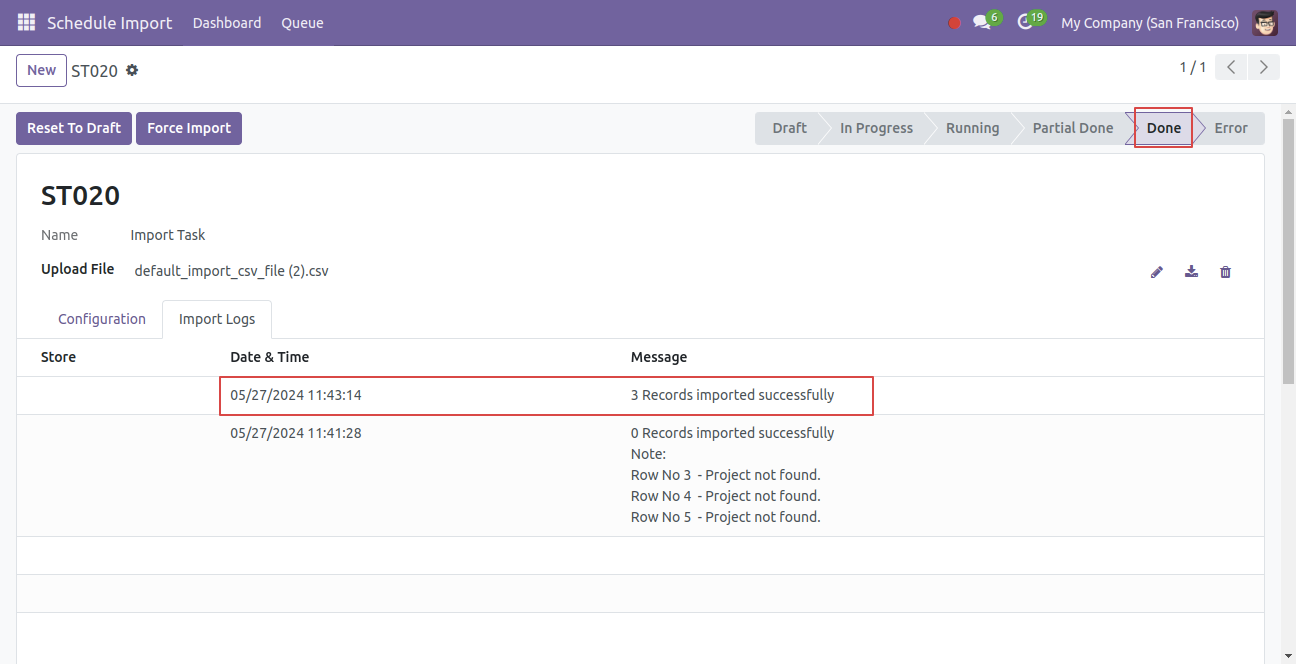 Schedule Import Dashboard Queue 6 19 My Company (San Francisco)
New ST020 1 / 1
Reset To Draft Force Import Draft In Progress Running Partial Done Done Error
ST020
Name Import Task
Upload File default_import_csv_file (2).csv
Configuration Import Logs
Store Date & Time Message
05/27/2024 11:43:14 3 Records imported successfully
05/27/2024 11:41:28 0 Records imported successfully
Note:
Row No 3 - Project not found.
Row No 4 - Project not found.
Row No 5 - Project not found.